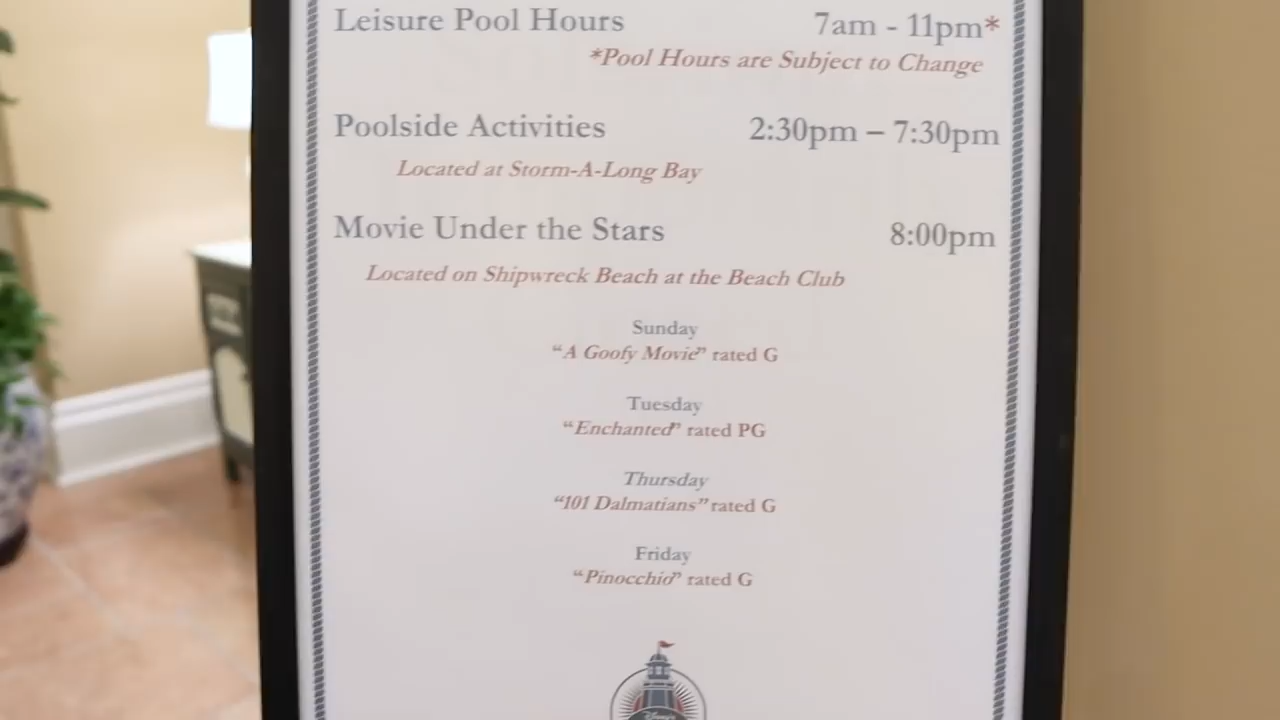 Leisure Pool Hours 7am - 11pm*
*Pool Hours are Subject to Change
Poolside Activities 2:30pm – 7:30pm
Located at Storm-A-Long Bay
Movie Under the Stars 8:00pm
Located on Shipwreck Beach at the Beach Club
Sunday
“A Goofy Movie” rated G
Tuesday
“Enchanted” rated PG
Thursday
“101 Dalmatians” rated G
Friday
“Pinocchio” rated G
Disney's